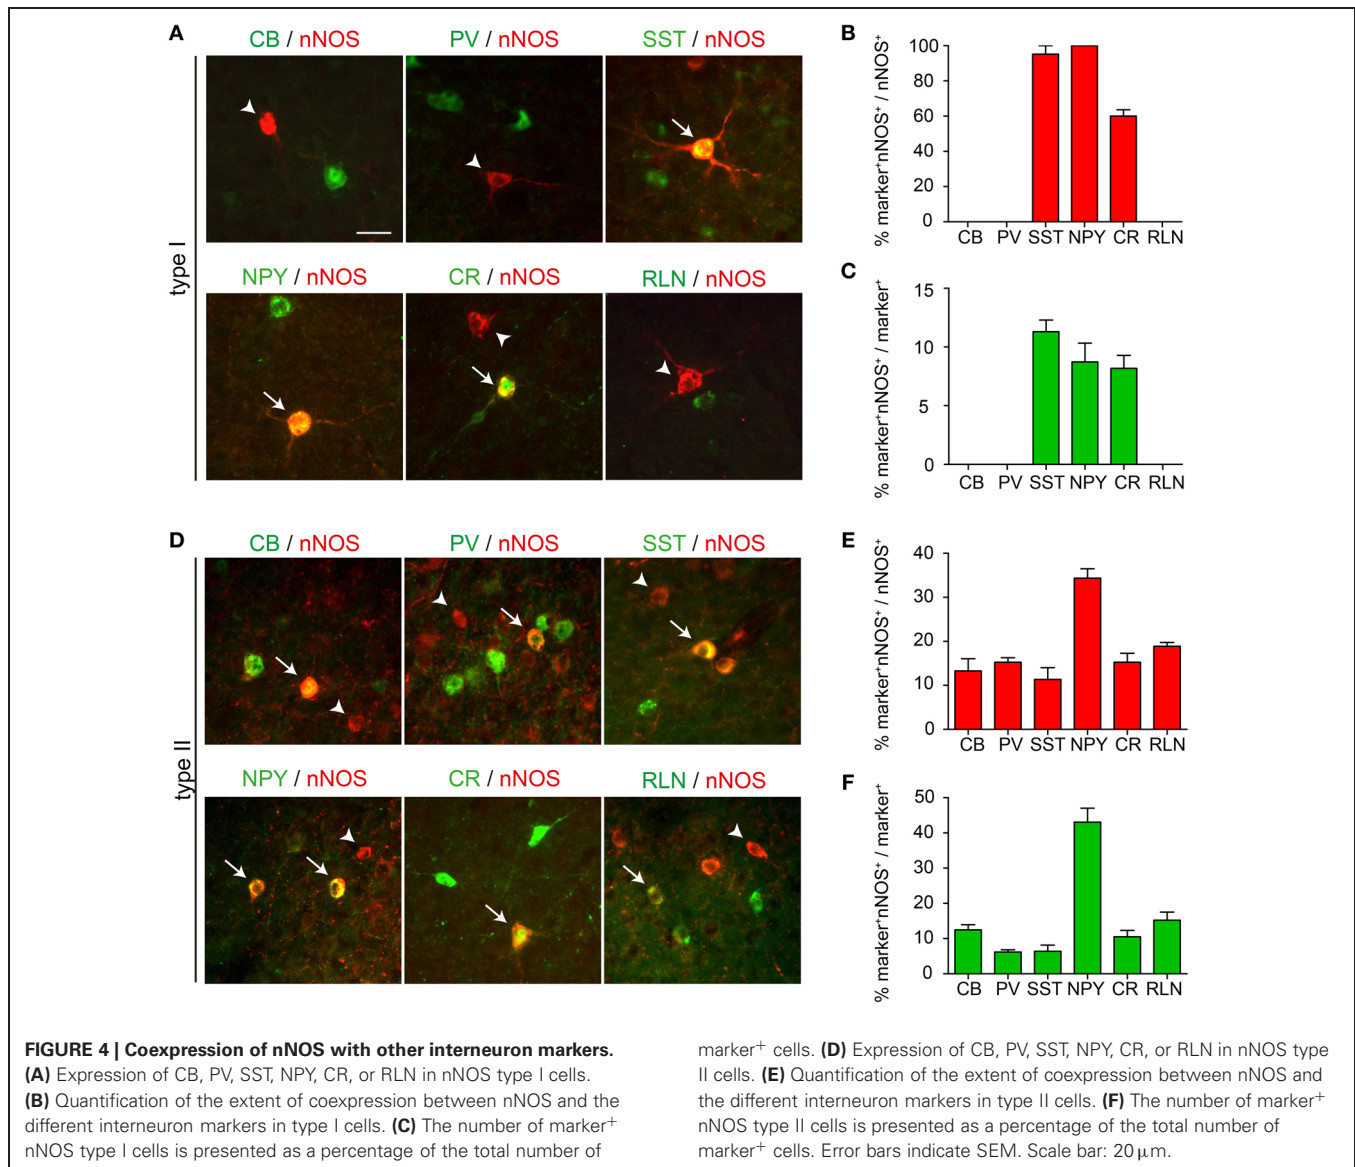 A
CB / nNOS
PV / nNOS
SST / nNOS
type I
NPY / nNOS
CR / nNOS
RLN / nNOS
B
% marker⁺nNOS⁺ / nNOS⁺
100
80
60
40
20
0
CB PV SST NPY CR RLN
C
% marker⁺nNOS⁺ / marker⁺
15
10
5
0
CB PV SST NPY CR RLN
D
CB / nNOS
PV / nNOS
SST / nNOS
type II
NPY / nNOS
CR / nNOS
RLN / nNOS
E
% marker⁺nNOS⁺ / nNOS⁺
40
30
20
10
0
CB PV SST NPY CR RLN
F
% marker⁺nNOS⁺ / marker⁺
50
40
30
20
10
0
CB PV SST NPY CR RLN
FIGURE 4 | Coexpression of nNOS with other interneuron markers.
(A) Expression of CB, PV, SST, NPY, CR, or RLN in nNOS type I cells.
(B) Quantification of the extent of coexpression between nNOS and the
different interneuron markers in type I cells. (C) The number of marker⁺
nNOS type I cells is presented as a percentage of the total number of
marker⁺ cells. (D) Expression of CB, PV, SST, NPY, CR, or RLN in nNOS type
II cells. (E) Quantification of the extent of coexpression between nNOS and
the different interneuron markers in type II cells. (F) The number of marker⁺
nNOS type II cells is presented as a percentage of the total number of
marker⁺ cells. Error bars indicate SEM. Scale bar: 20 μm.